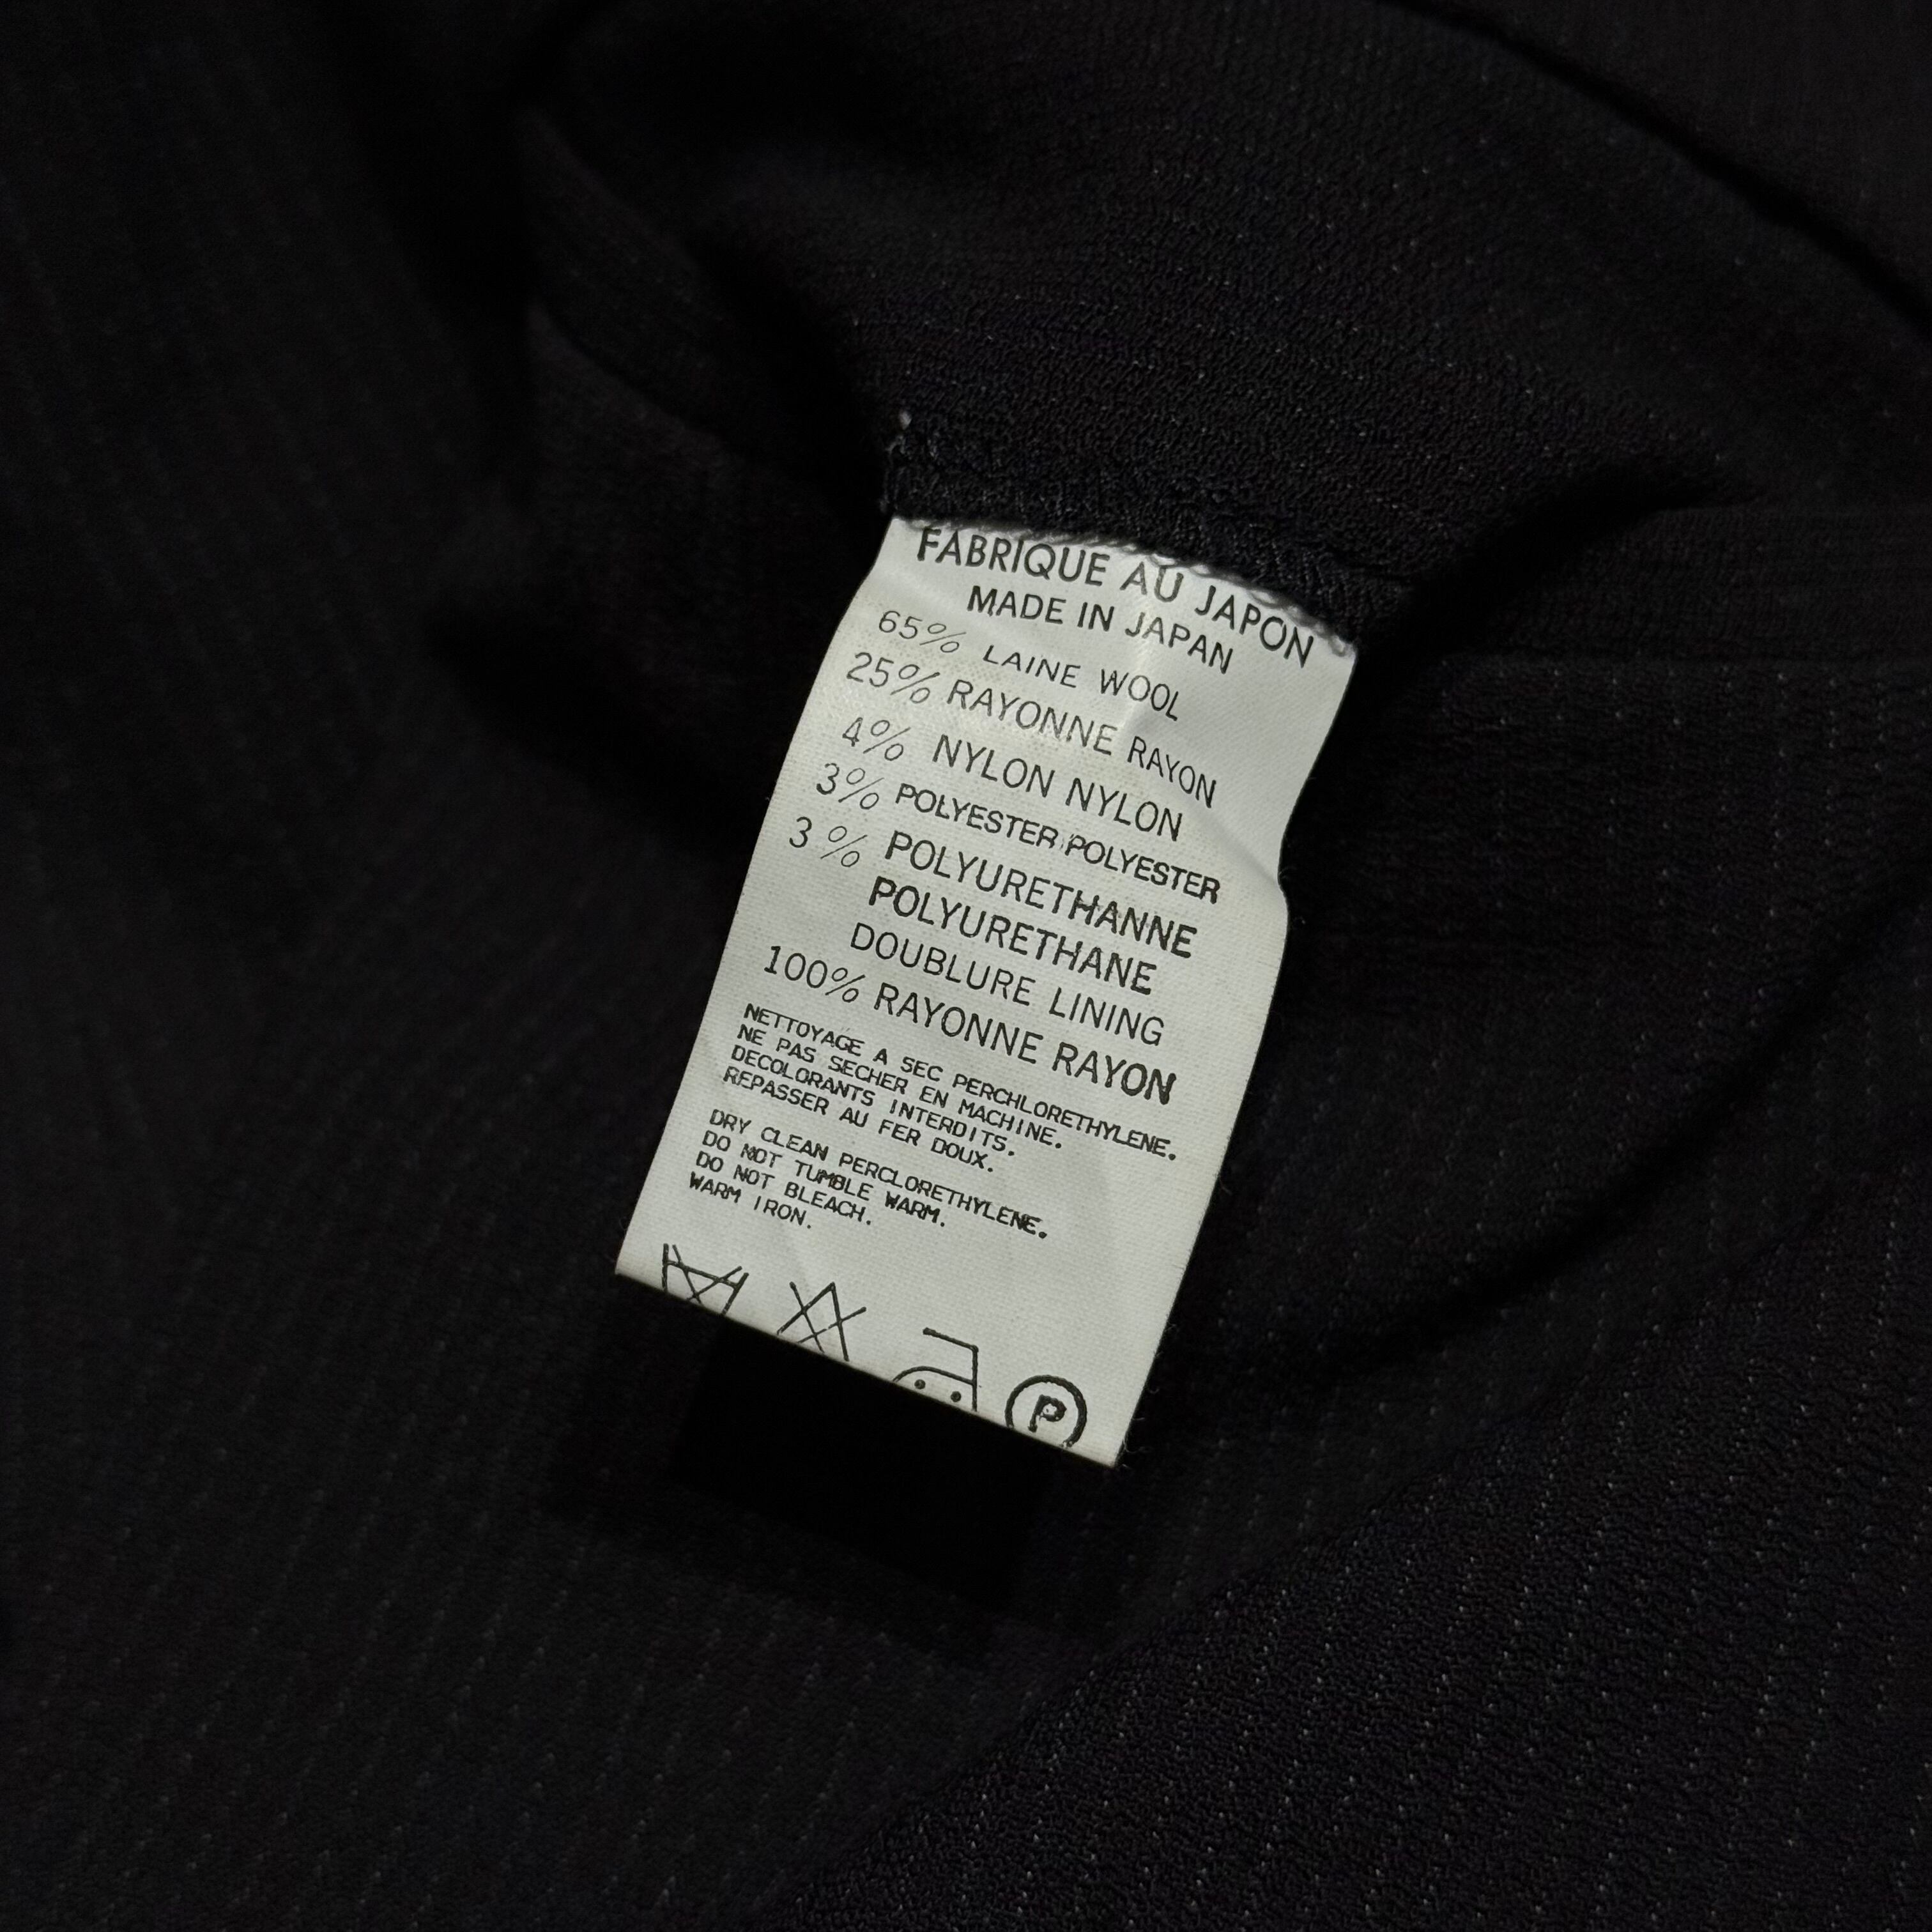 FABRIQUE AU JAPON
MADE IN JAPAN
65% LAINE WOOL
25% RAYONNE RAYON
4% NYLON NYLON
3% POLYESTER POLYESTER
3% POLYURETHANNE
POLYURETHANE
DOUBLURE LINING
100% RAYONNE RAYON
NETTOYAGE A SEC PERCHLORETHYLENE.
NE PAS SECHER EN MACHINE.
DECOLORANTS INTERDITS.
REPASSER AU FER DOUX.
DRY CLEAN PERCLORETHYLENE.
DO NOT TUMBLE WARM.
DO NOT BLEACH.
WARM IRON.
P